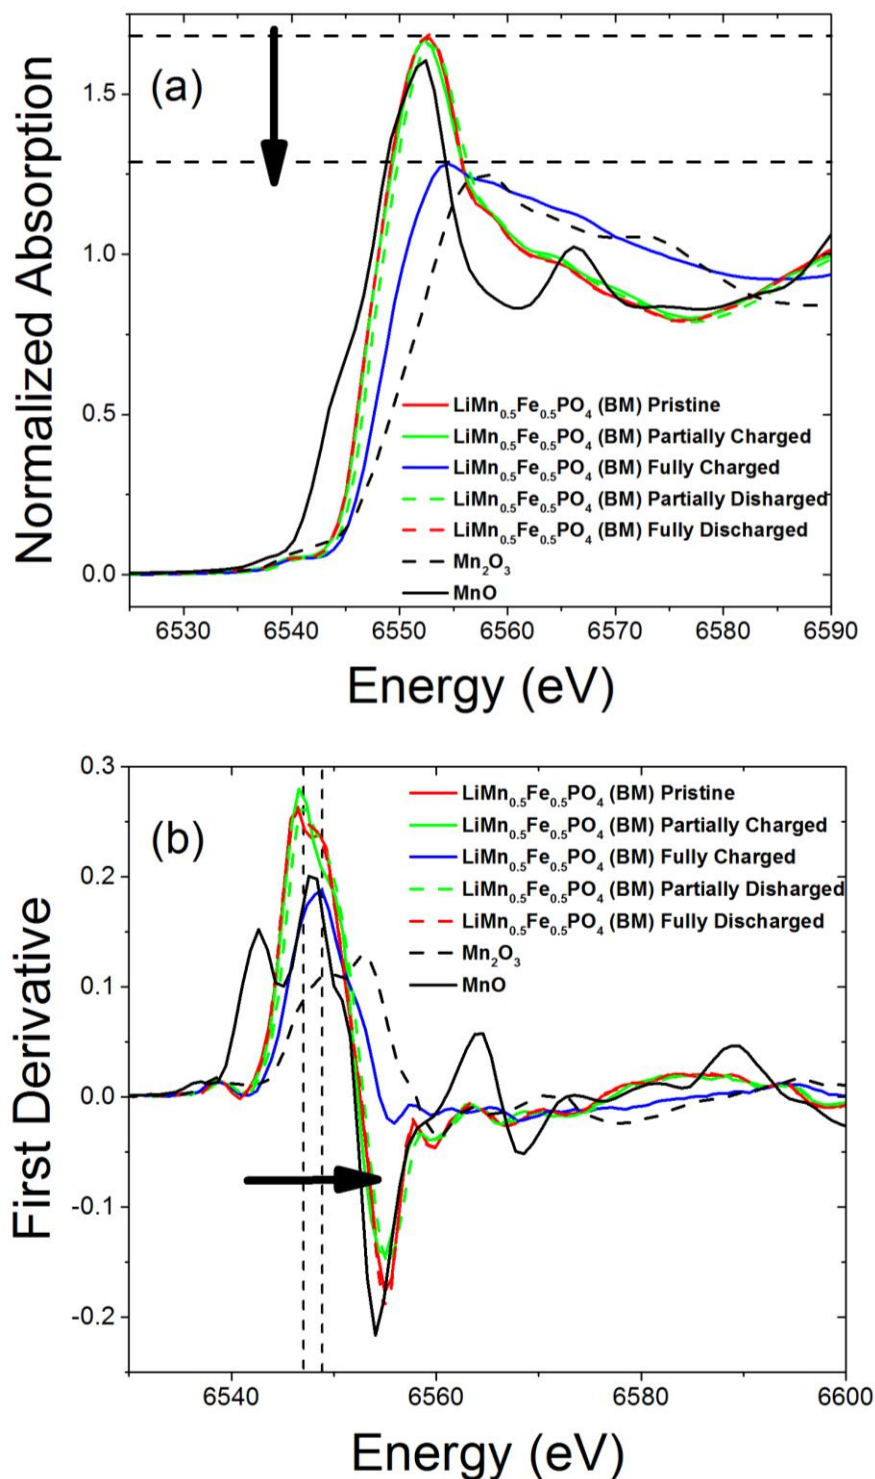 (a)
Normalized Absorption
1.5
1.0
0.5
0.0
LiMn0.5Fe0.5PO4 (BM) Pristine
LiMn0.5Fe0.5PO4 (BM) Partially Charged
LiMn0.5Fe0.5PO4 (BM) Fully Charged
LiMn0.5Fe0.5PO4 (BM) Partially Disharged
LiMn0.5Fe0.5PO4 (BM) Fully Discharged
Mn2O3
MnO
6530 6540 6550 6560 6570 6580 6590
Energy (eV)
(b)
First Derivative
0.3
0.2
0.1
0.0
-0.1
-0.2
LiMn0.5Fe0.5PO4 (BM) Pristine
LiMn0.5Fe0.5PO4 (BM) Partially Charged
LiMn0.5Fe0.5PO4 (BM) Fully Charged
LiMn0.5Fe0.5PO4 (BM) Partially Disharged
LiMn0.5Fe0.5PO4 (BM) Fully Discharged
Mn2O3
MnO
6540 6560 6580 6600
Energy (eV)